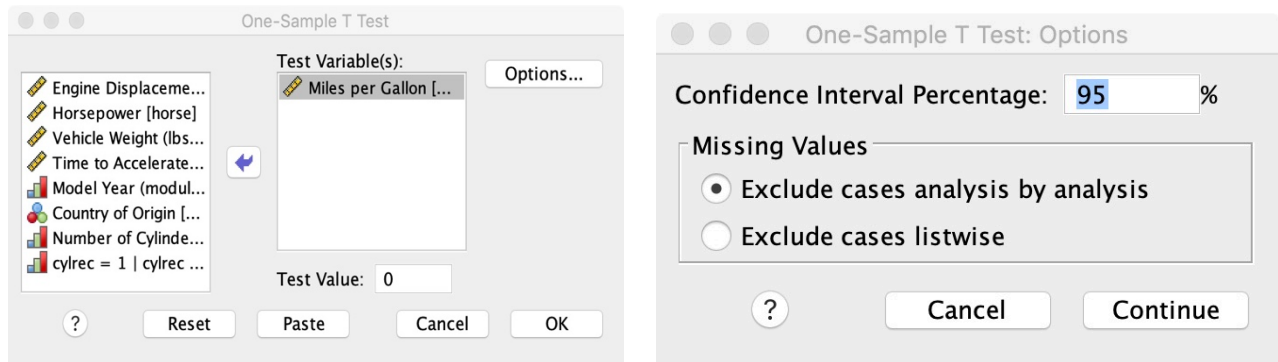 One-Sample T Test
Test Variable(s):
Engine Displaceme...
Horsepower [horse]
Vehicle Weight (lbs...
Time to Accelerate...
Model Year (modul...
Country of Origin [...
Number of Cylinde...
cylrec = 1 | cylrec ...
Miles per Gallon [...
Options...
Test Value: 0
? Reset Paste Cancel OK
One-Sample T Test: Options
Confidence Interval Percentage: 95 %
Missing Values
Exclude cases analysis by analysis
Exclude cases listwise
? Cancel Continue